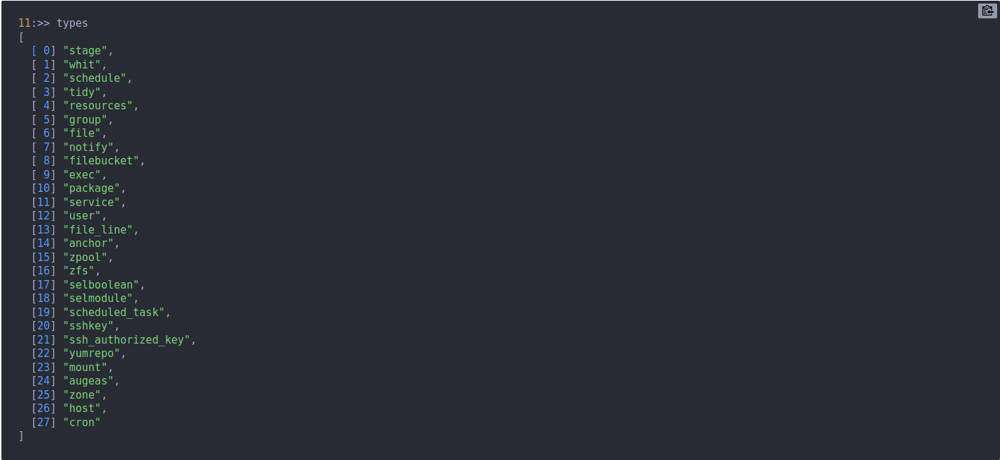 11:>> types
[
  [ 0] "stage",
  [ 1] "whit",
  [ 2] "schedule",
  [ 3] "tidy",
  [ 4] "resources",
  [ 5] "group",
  [ 6] "file",
  [ 7] "notify",
  [ 8] "filebucket",
  [ 9] "exec",
  [10] "package",
  [11] "service",
  [12] "user",
  [13] "file_line",
  [14] "anchor",
  [15] "zpool",
  [16] "zfs",
  [17] "selboolean",
  [18] "selmodule",
  [19] "scheduled_task",
  [20] "sshkey",
  [21] "ssh_authorized_key",
  [22] "yumrepo",
  [23] "mount",
  [24] "augeas",
  [25] "zone",
  [26] "host",
  [27] "cron"
]